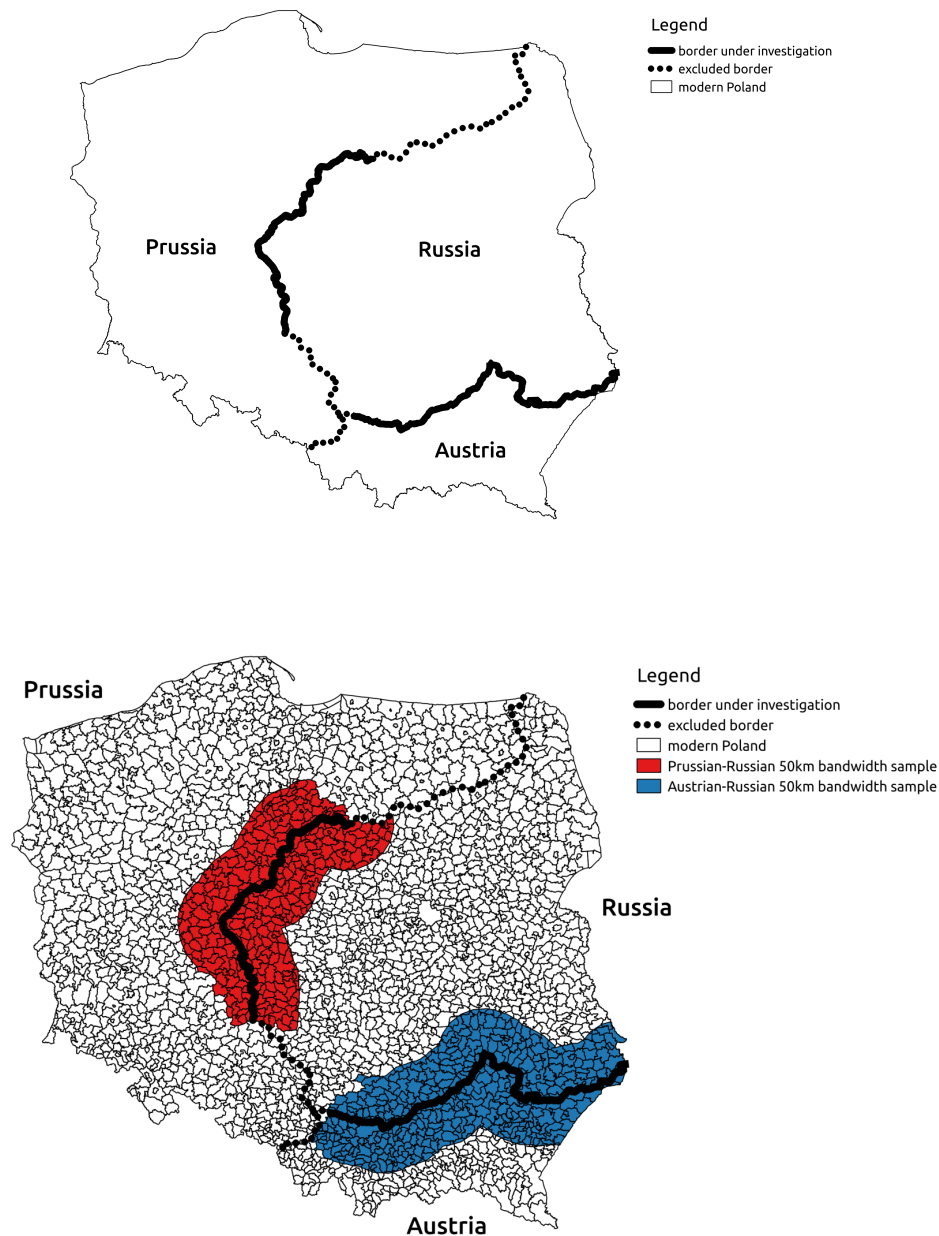 Legend
border under investigation
excluded border
modern Poland
Prussia
Russia
Austria
Prussia
Legend
border under investigation
excluded border
modern Poland
Prussian-Russian 50km bandwidth sample
Austrian-Russian 50km bandwidth sample
Russia
Austria